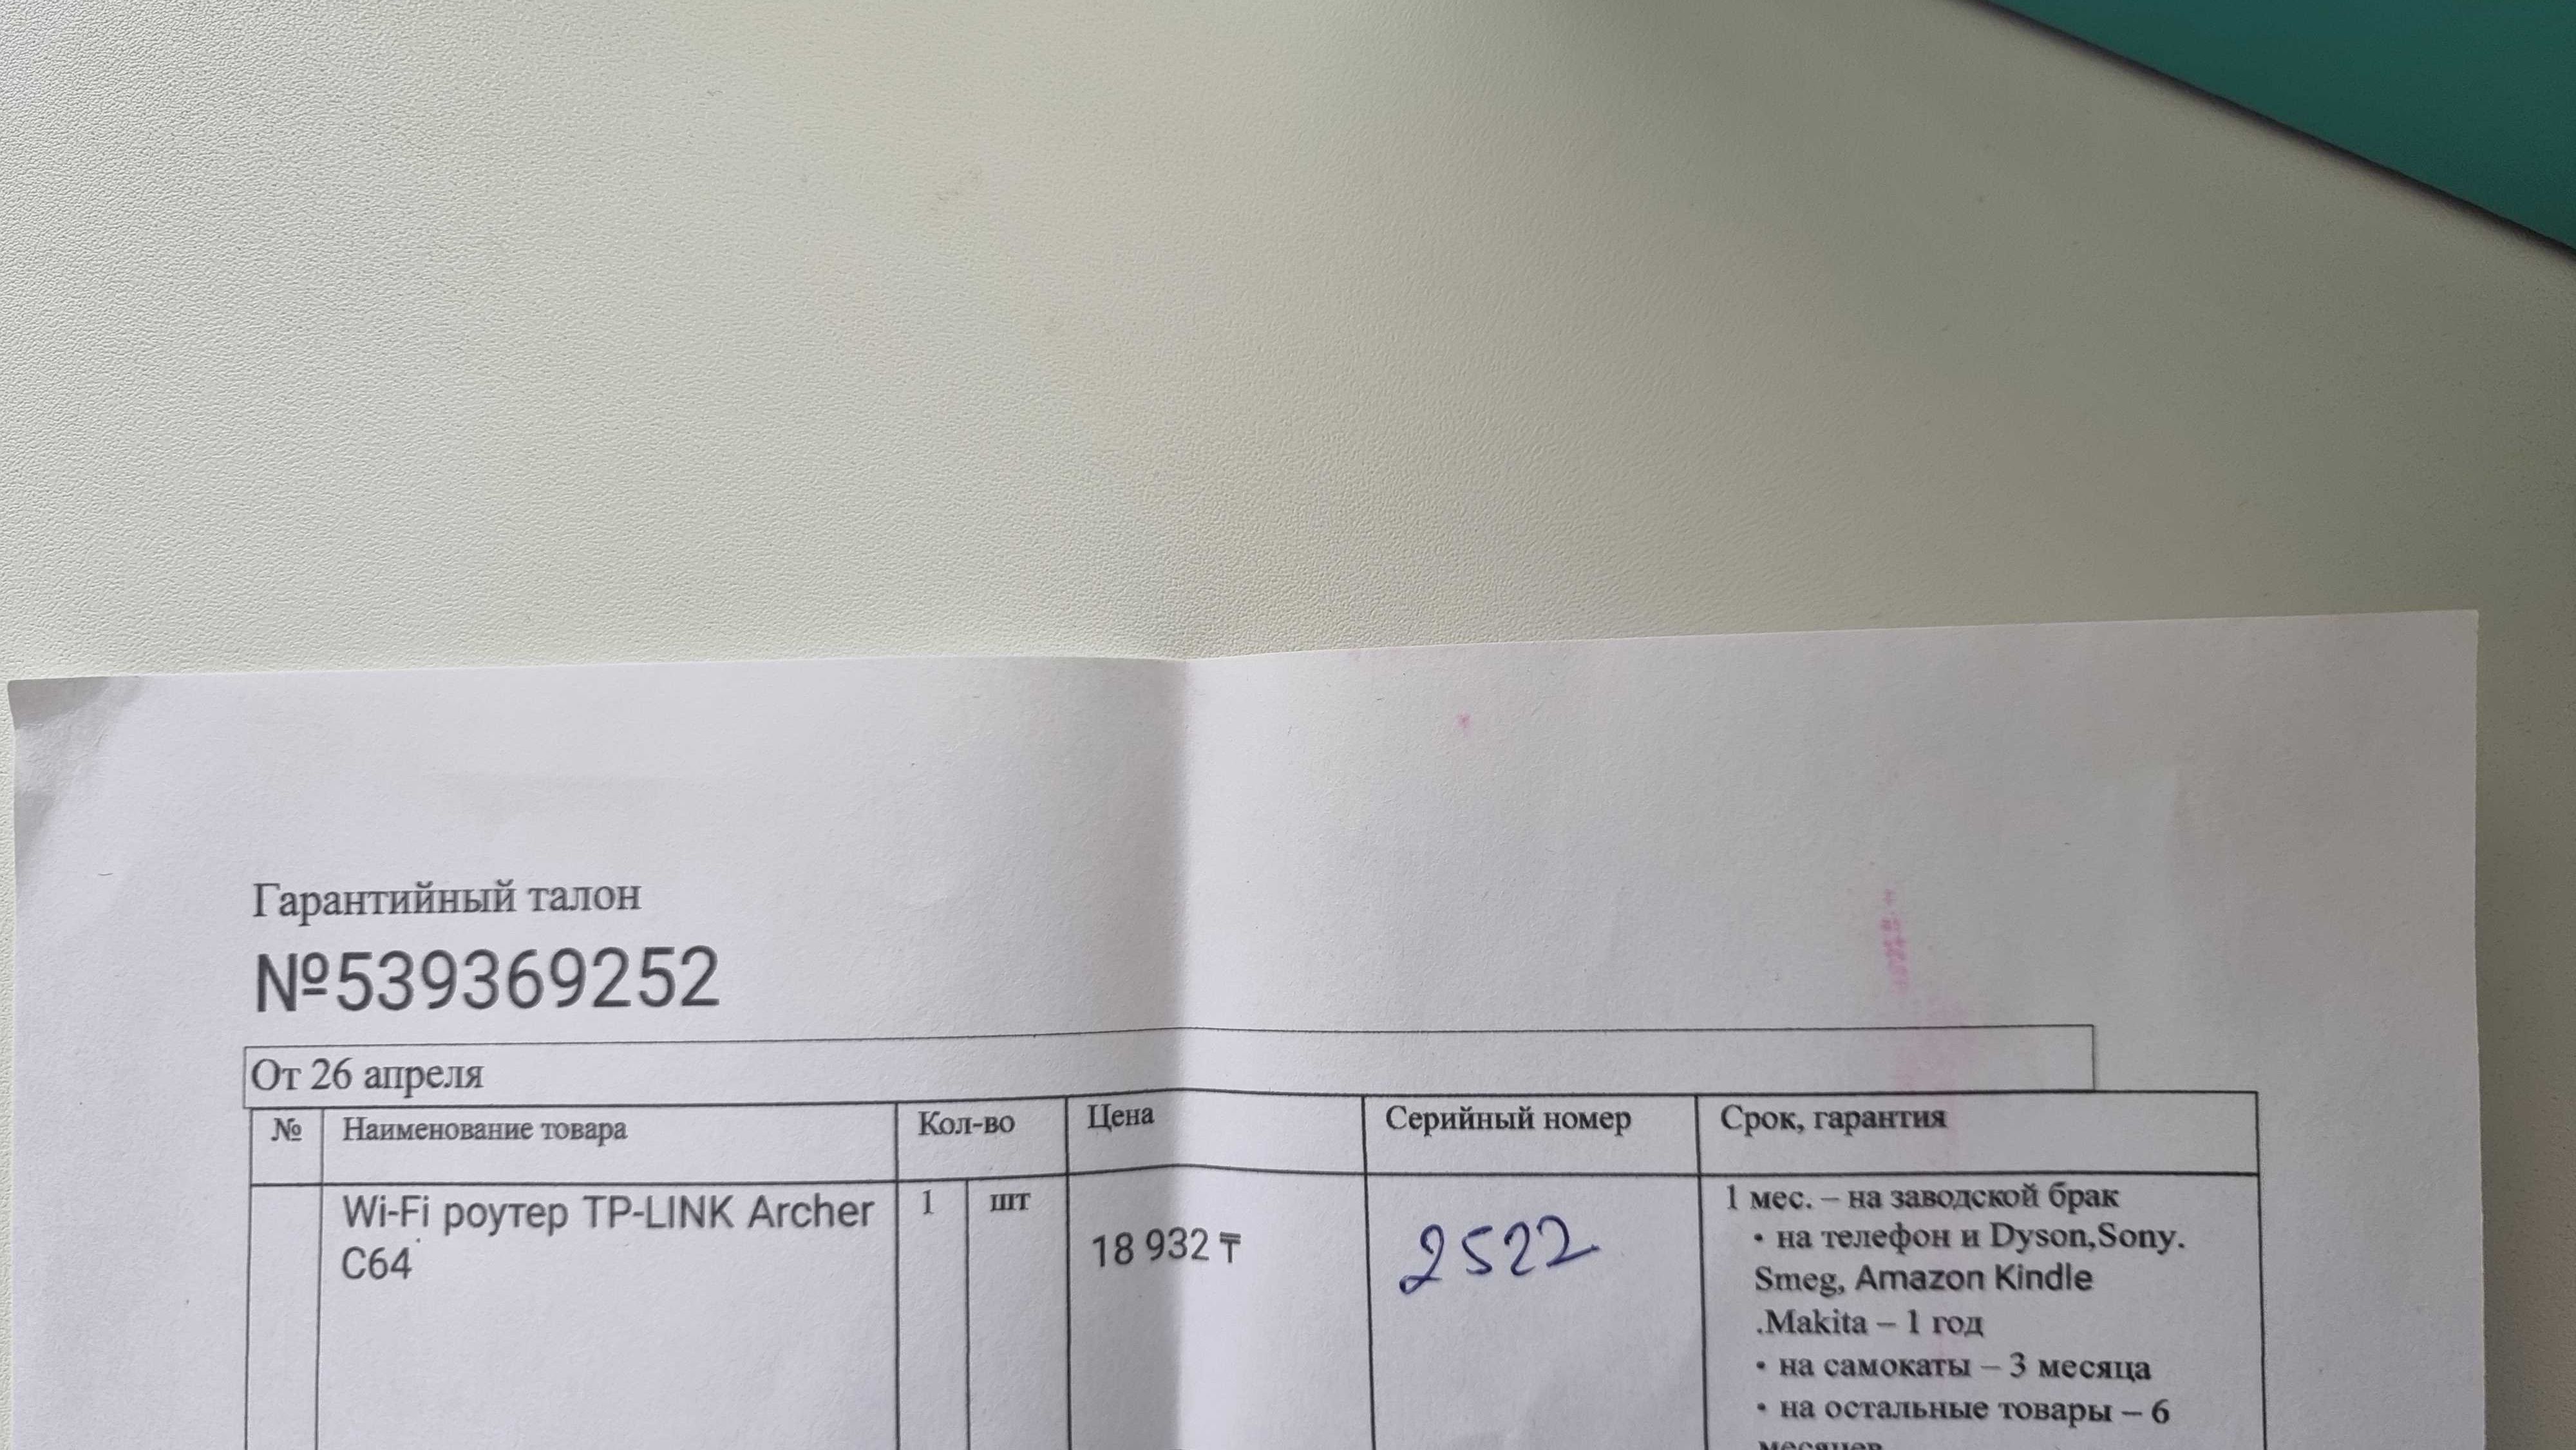 Гарантийный талон
№539369252
От 26 апреля
№ Наименование товара Кол-во Цена Серийный номер Срок, гарантия
Wi-Fi роутер TP-LINK Archer
C64
1 шт
18 932 ₸
2522
1 мес. – на заводской брак
• на телефон и Dyson,Sony.
Smeg, Amazon Kindle
.Makita – 1 год
• на самокаты – 3 месяца
• на остальные товары – 6
месяцев